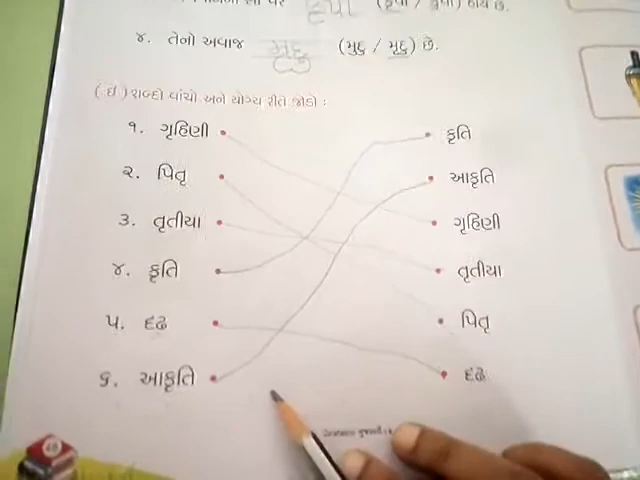 ૪. તેનો અવાજ મૃદુ (મુદુ / મૃદુ) છે.
(ઈ) શબ્દો વાંચો અને યોગ્ય રીતે જોડો :
૧. ગૃહિણી કૃતિ
૨. પિતૃ આકૃતિ
૩. તૃતીયા ગૃહિણી
૪. કૃતિ તૃતીયા
૫. દૃઢ પિતૃ
૬. આકૃતિ દૃઢ